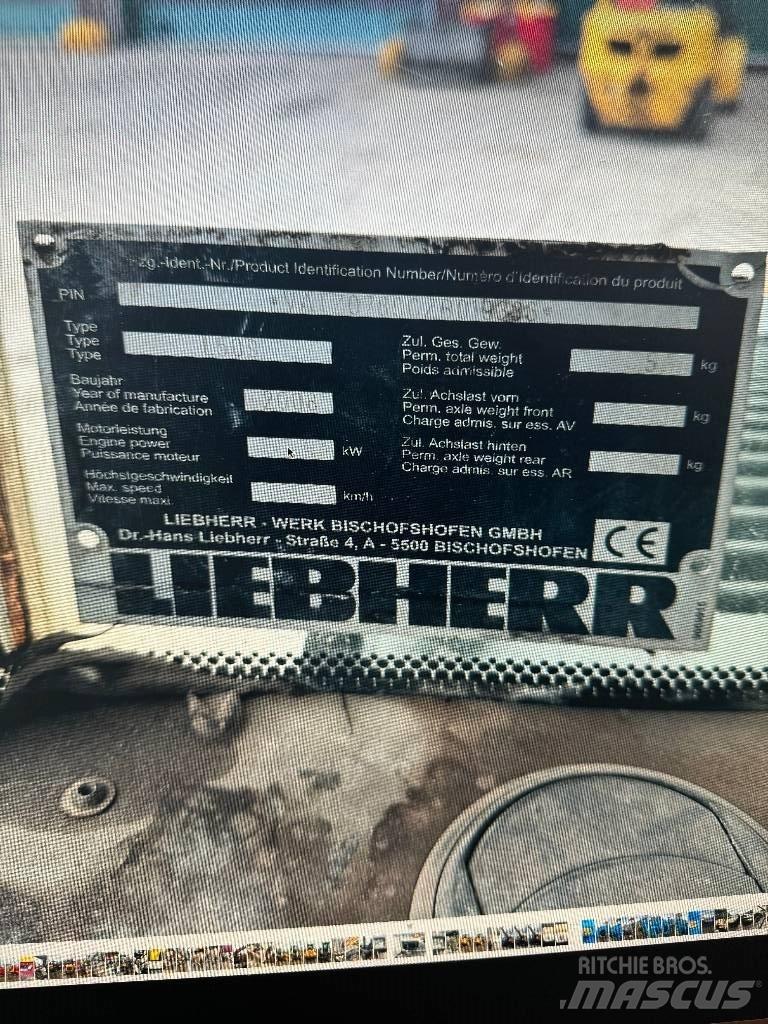 zg.-Ident.-Nr./Product Identification Number/Numéro d'identification du produit
PIN
Type
Type
Type
Zul. Ges. Gew.
Perm. total weight
Poids admissible
kg
Baujahr
Year of manufacture
Année de fabrication
Zul. Achslast vorn
Perm. axle weight front
Charge admis. sur ess. AV
kg
Motorleistung
Engine power
Puissance moteur
kW
Zul. Achslast hinten
Perm. axle weight rear
Charge admis. sur ess. AR
kg
Höchstgeschwindigkeit
Max. speed
Vitesse maxi
km/h
LIEBHERR - WERK BISCHOFSHOFEN GMBH
Dr.-Hans Liebherr - Straße 4, A - 5500 BISCHOFSHOFEN
CE
LIEBHERR
RITCHIE BROS.
MASCUS